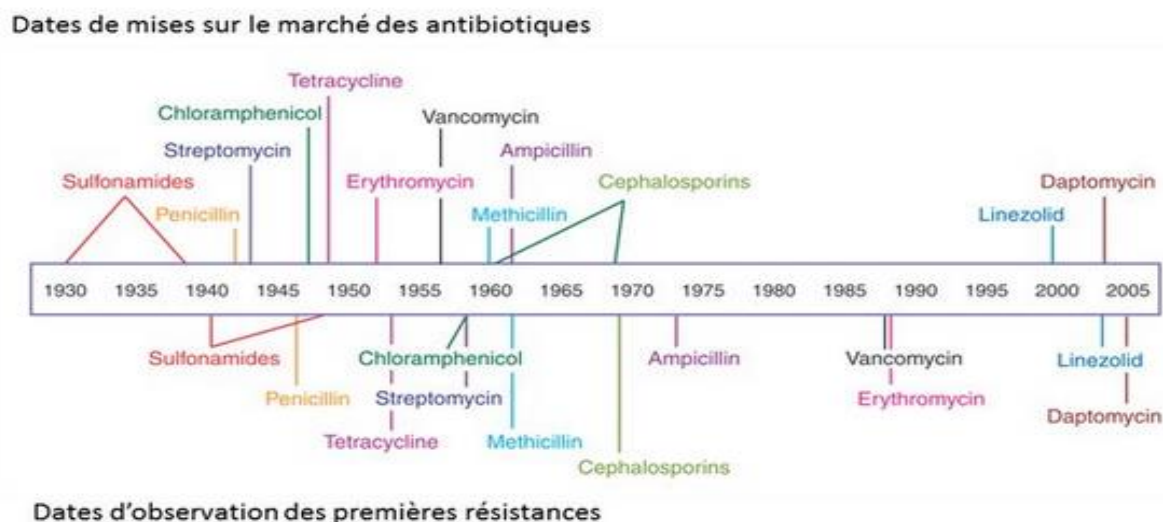 Dates de mises sur le marché des antibiotiques
Tetracycline
Chloramphenicol
Vancomycin
Streptomycin
Ampicillin
Sulfonamides
Erythromycin
Cephalosporins
Daptomycin
Penicillin
Methicillin
Linezolid
1930 1935 1940 1945 1950 1955 1960 1965 1970 1975 1980 1985 1990 1995 2000 2005
Sulfonamides
Chloramphenicol
Ampicillin
Vancomycin
Linezolid
Penicillin
Streptomycin
Erythromycin
Daptomycin
Tetracycline
Methicillin
Cephalosporins
Dates d'observation des premières résistances